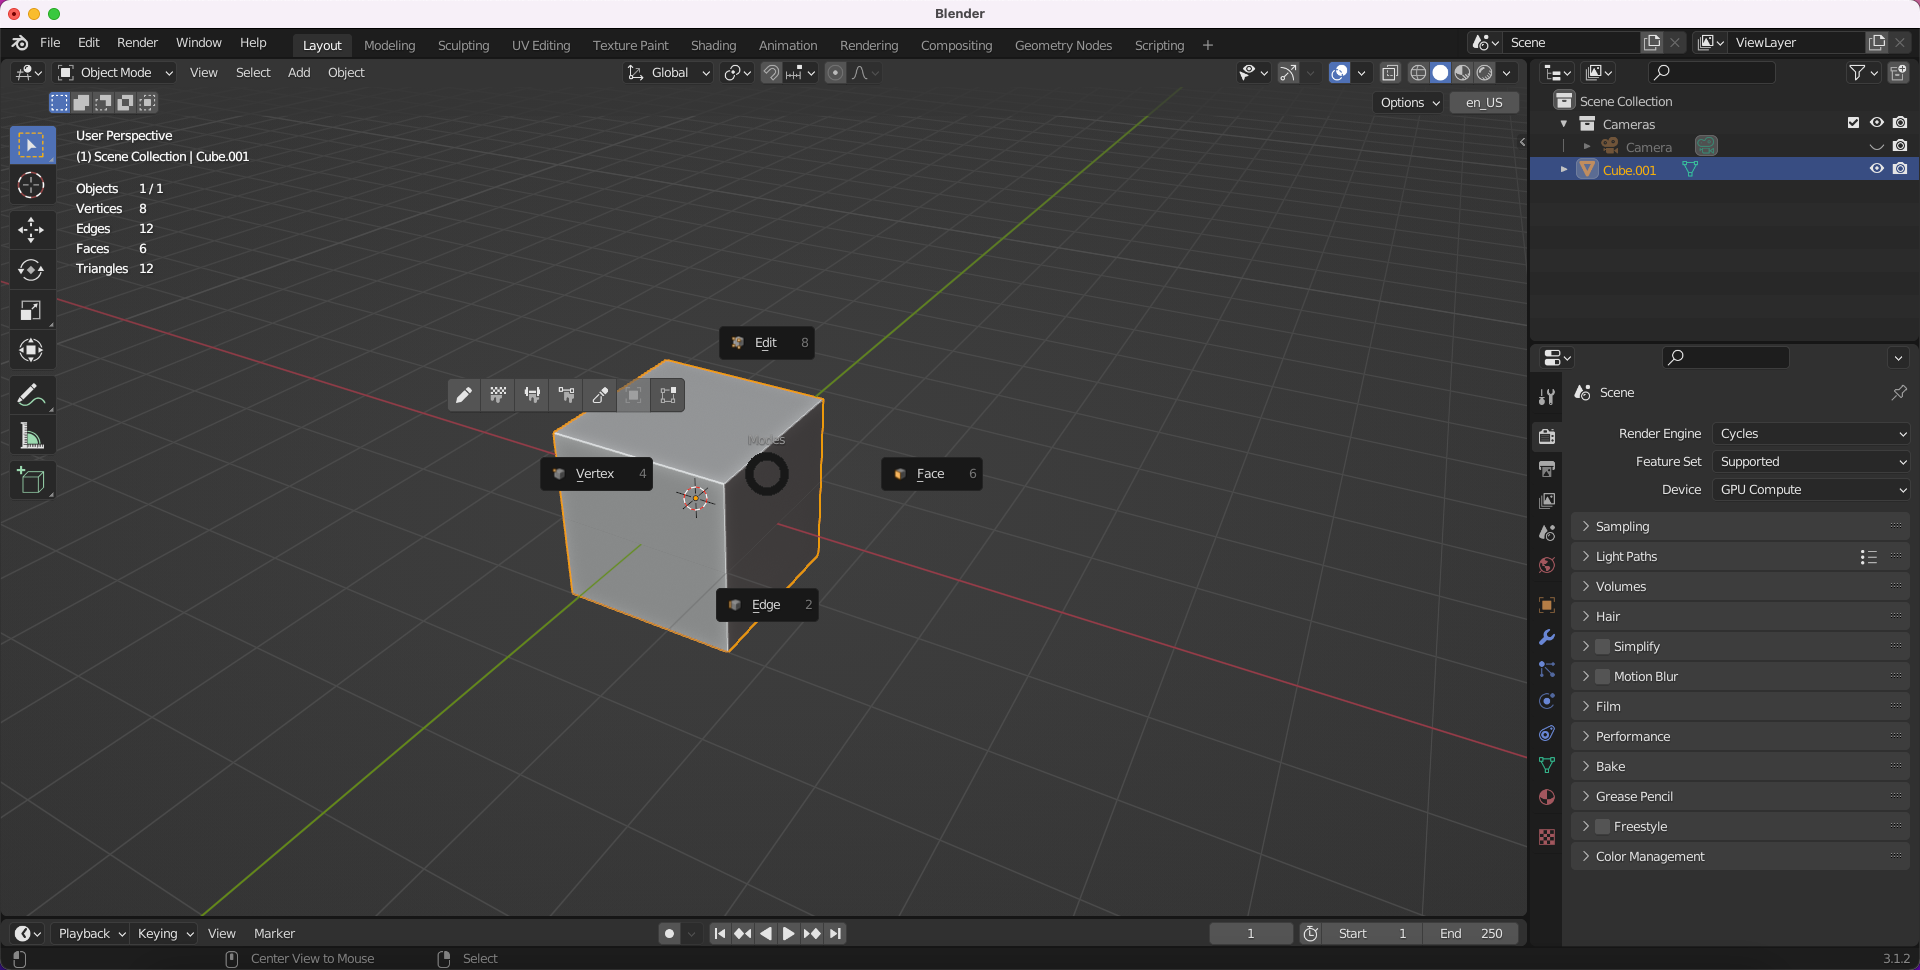 Blender
File Edit Render Window Help Layout Modeling Sculpting UV Editing Texture Paint Shading Animation Rendering Compositing Geometry Nodes Scripting + Scene ViewLayer
Object Mode View Select Add Object Global
Options en_US
User Perspective
(1) Scene Collection | Cube.001
Objects 1 / 1
Vertices 8
Edges 12
Faces 6
Triangles 12
Edit 8
Modes
Vertex 4
Face 6
Edge 2
Scene Collection
Cameras
Camera
Cube.001
Scene
Render Engine Cycles
Feature Set Supported
Device GPU Compute
Sampling
Light Paths
Volumes
Hair
Simplify
Motion Blur
Film
Performance
Bake
Grease Pencil
Freestyle
Color Management
Playback Keying View Marker 1 Start 1 End 250
Center View to Mouse Select 3.1.2